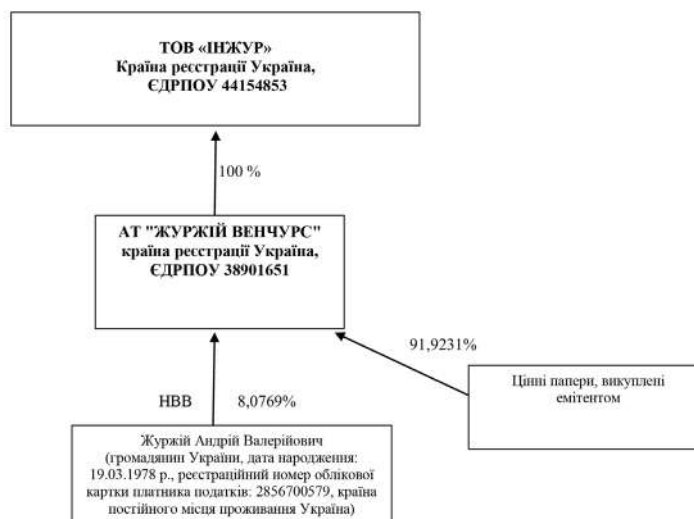 ТОВ «ІНЖУР»
Країна реєстрації Україна,
ЄДРПОУ 44154853
100 %
АТ "ЖУРЖІЙ ВЕНЧУРС"
країна реєстрації Україна,
ЄДРПОУ 38901651
91,9231%
Цінні папери, викуплені
емітентом
НВВ 8,0769%
Журжій Андрій Валерійович
(громадянин України, дата народження:
19.03.1978 р., реєстраційний номер облікової
картки платника податків: 2856700579, країна
постійного місця проживання Україна)